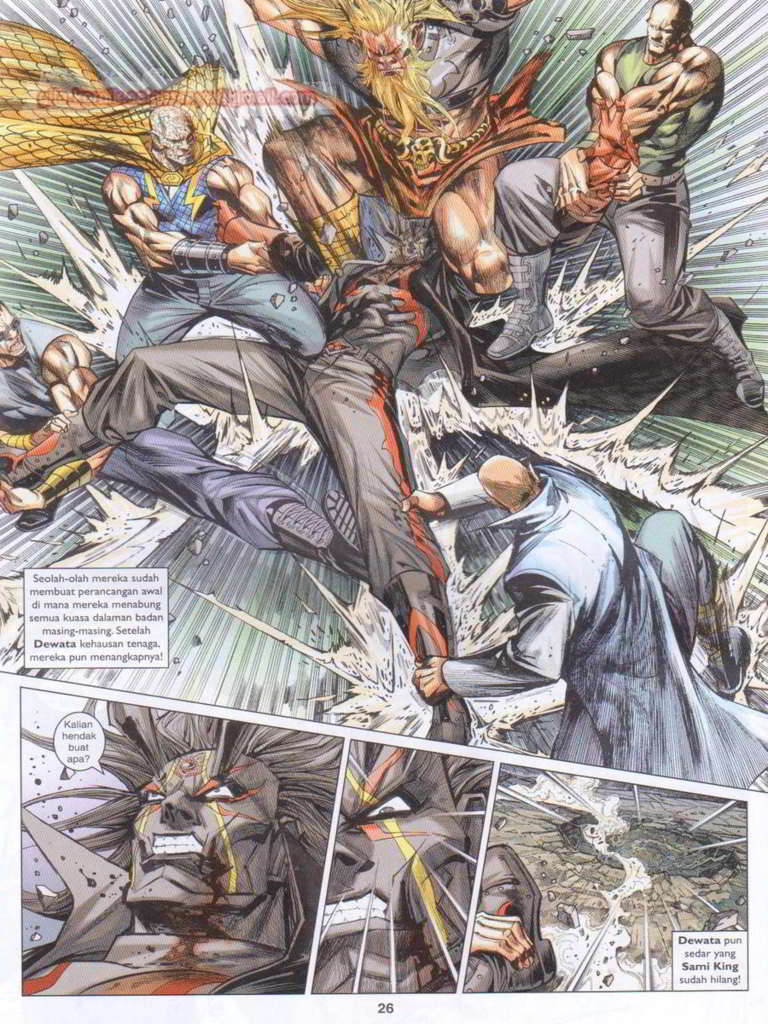 Seolah-olah mereka sudah
membuat perancangan awal
di mana mereka menabung
semua kuasa dalaman badan
masing-masing. Setelah
Dewata kehausan tenaga,
mereka pun menangkapnya!
Kalian
hendak
buat
apa?
Dewata pun
sedar yang
Sami King
sudah hilang!
26